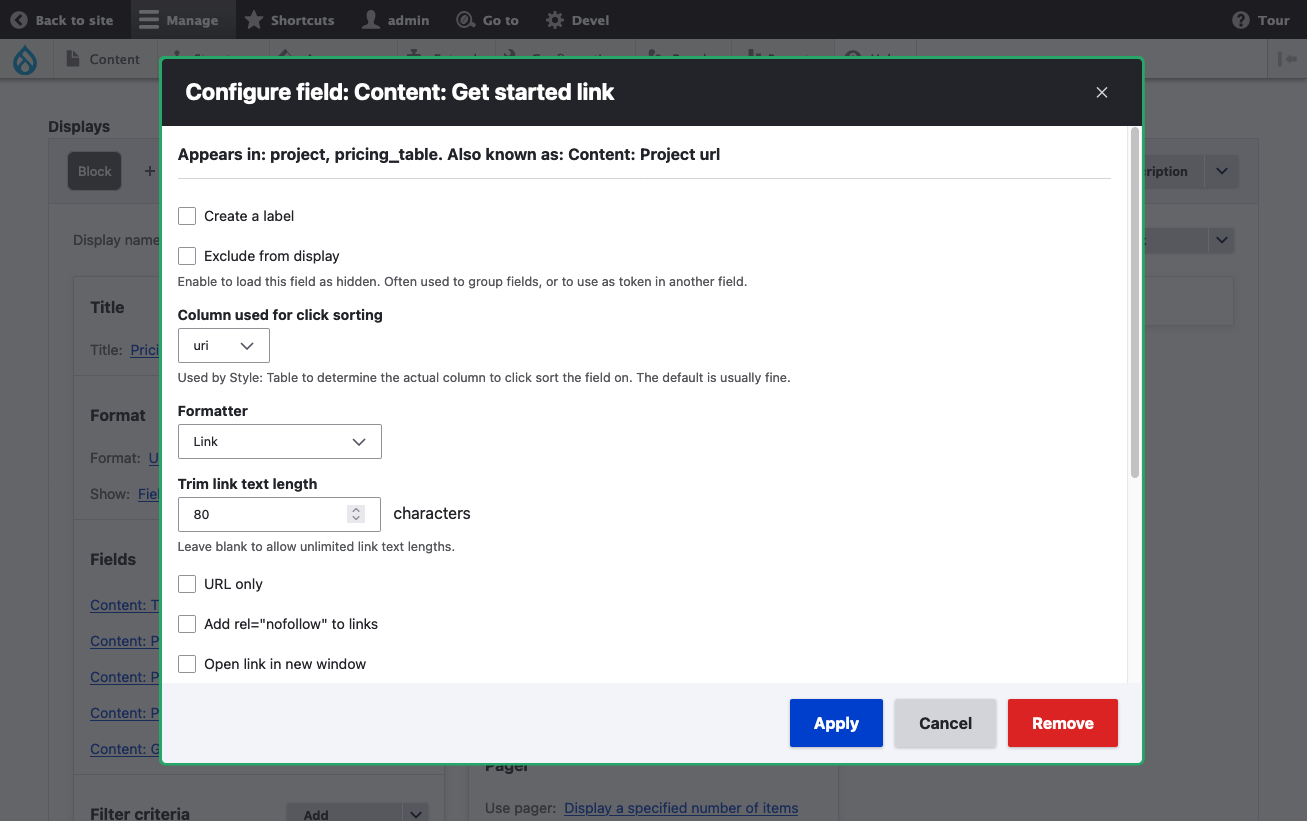 Back to site
Manage
Shortcuts
admin
Go to
Devel
Tour
Content
Configure field: Content: Get started link
Displays
Appears in: project, pricing_table. Also known as: Content: Project url
Block
Create a label
Display name
Exclude from display
Enable to load this field as hidden. Often used to group fields, or to use as token in another field.
Title
Column used for click sorting
Title:
uri
Used by Style: Table to determine the actual column to click sort the field on. The default is usually fine.
Format
Formatter
Link
Format:
Trim link text length
Show:
80 characters
Leave blank to allow unlimited link text lengths.
Fields
URL only
Content:
Add rel="nofollow" to links
Content:
Open link in new window
Content:
Content:
Content:
Apply
Cancel
Remove
Pager
Use pager: Display a specified number of items
Filter criteria
Add